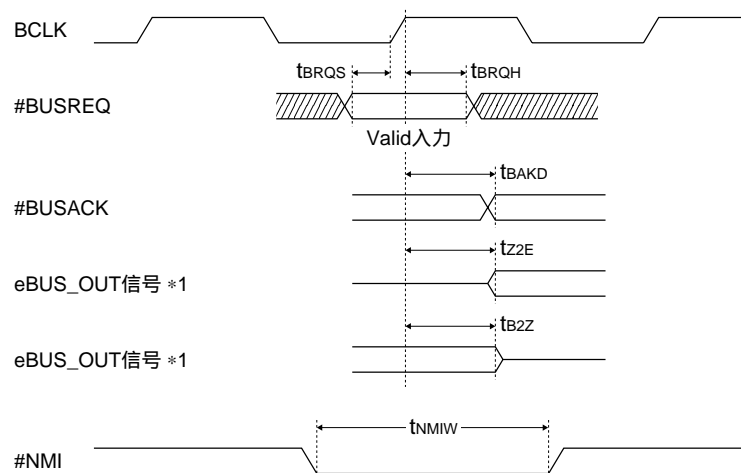 BCLK
tBRQS
tBRQH
#BUSREQ
Valid入力
tBAKD
#BUSACK
tZ2E
eBUS_OUT信号 *1
tB2Z
eBUS_OUT信号 *1
tNMIW
#NMI